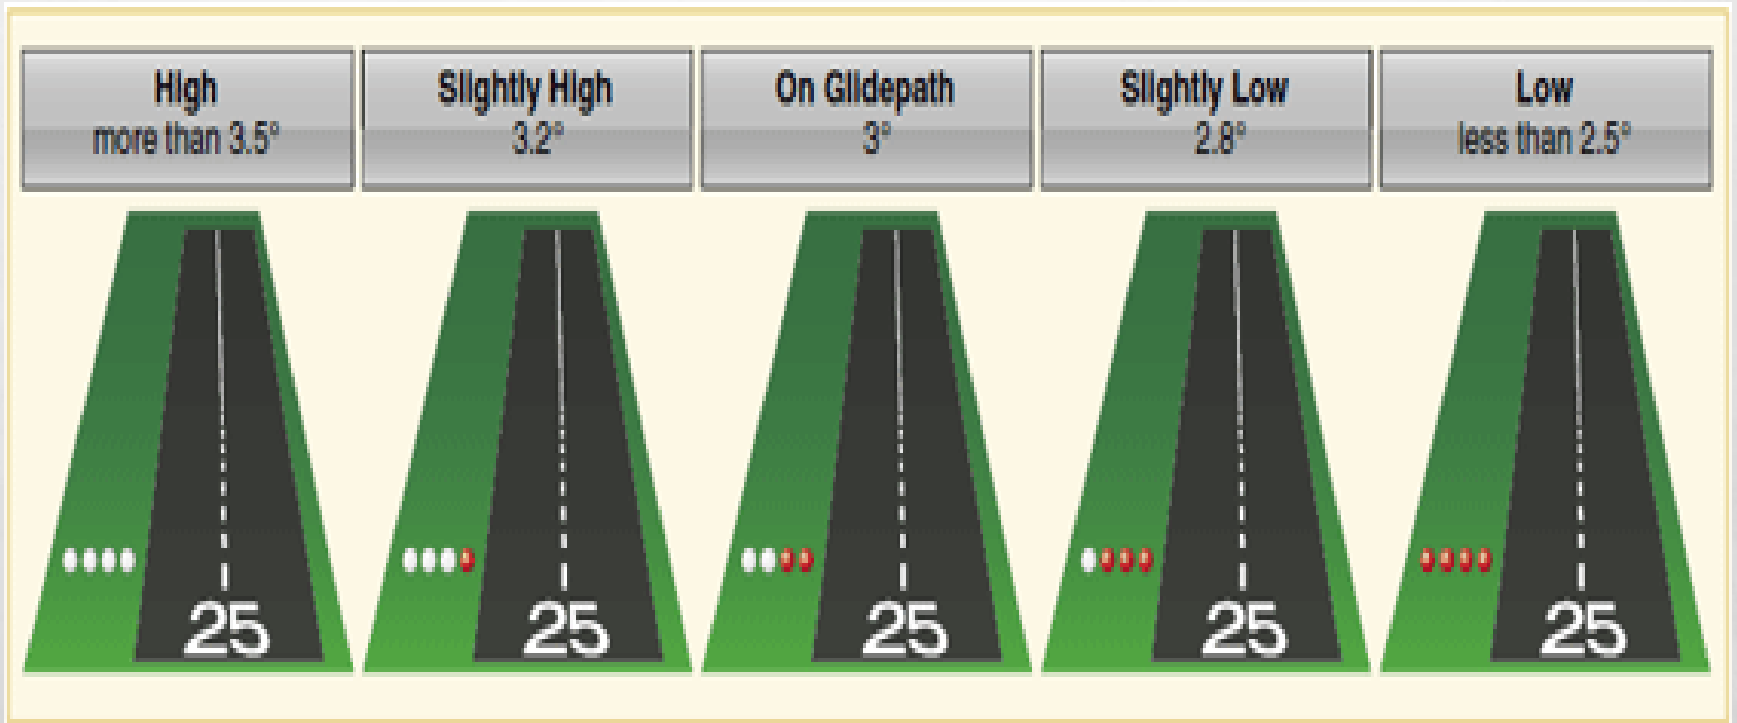 High
more than 3.5°
Slightly High
3.2°
On Glidepath
3°
Slightly Low
2.8°
Low
less than 2.5°
25
25
25
25
25